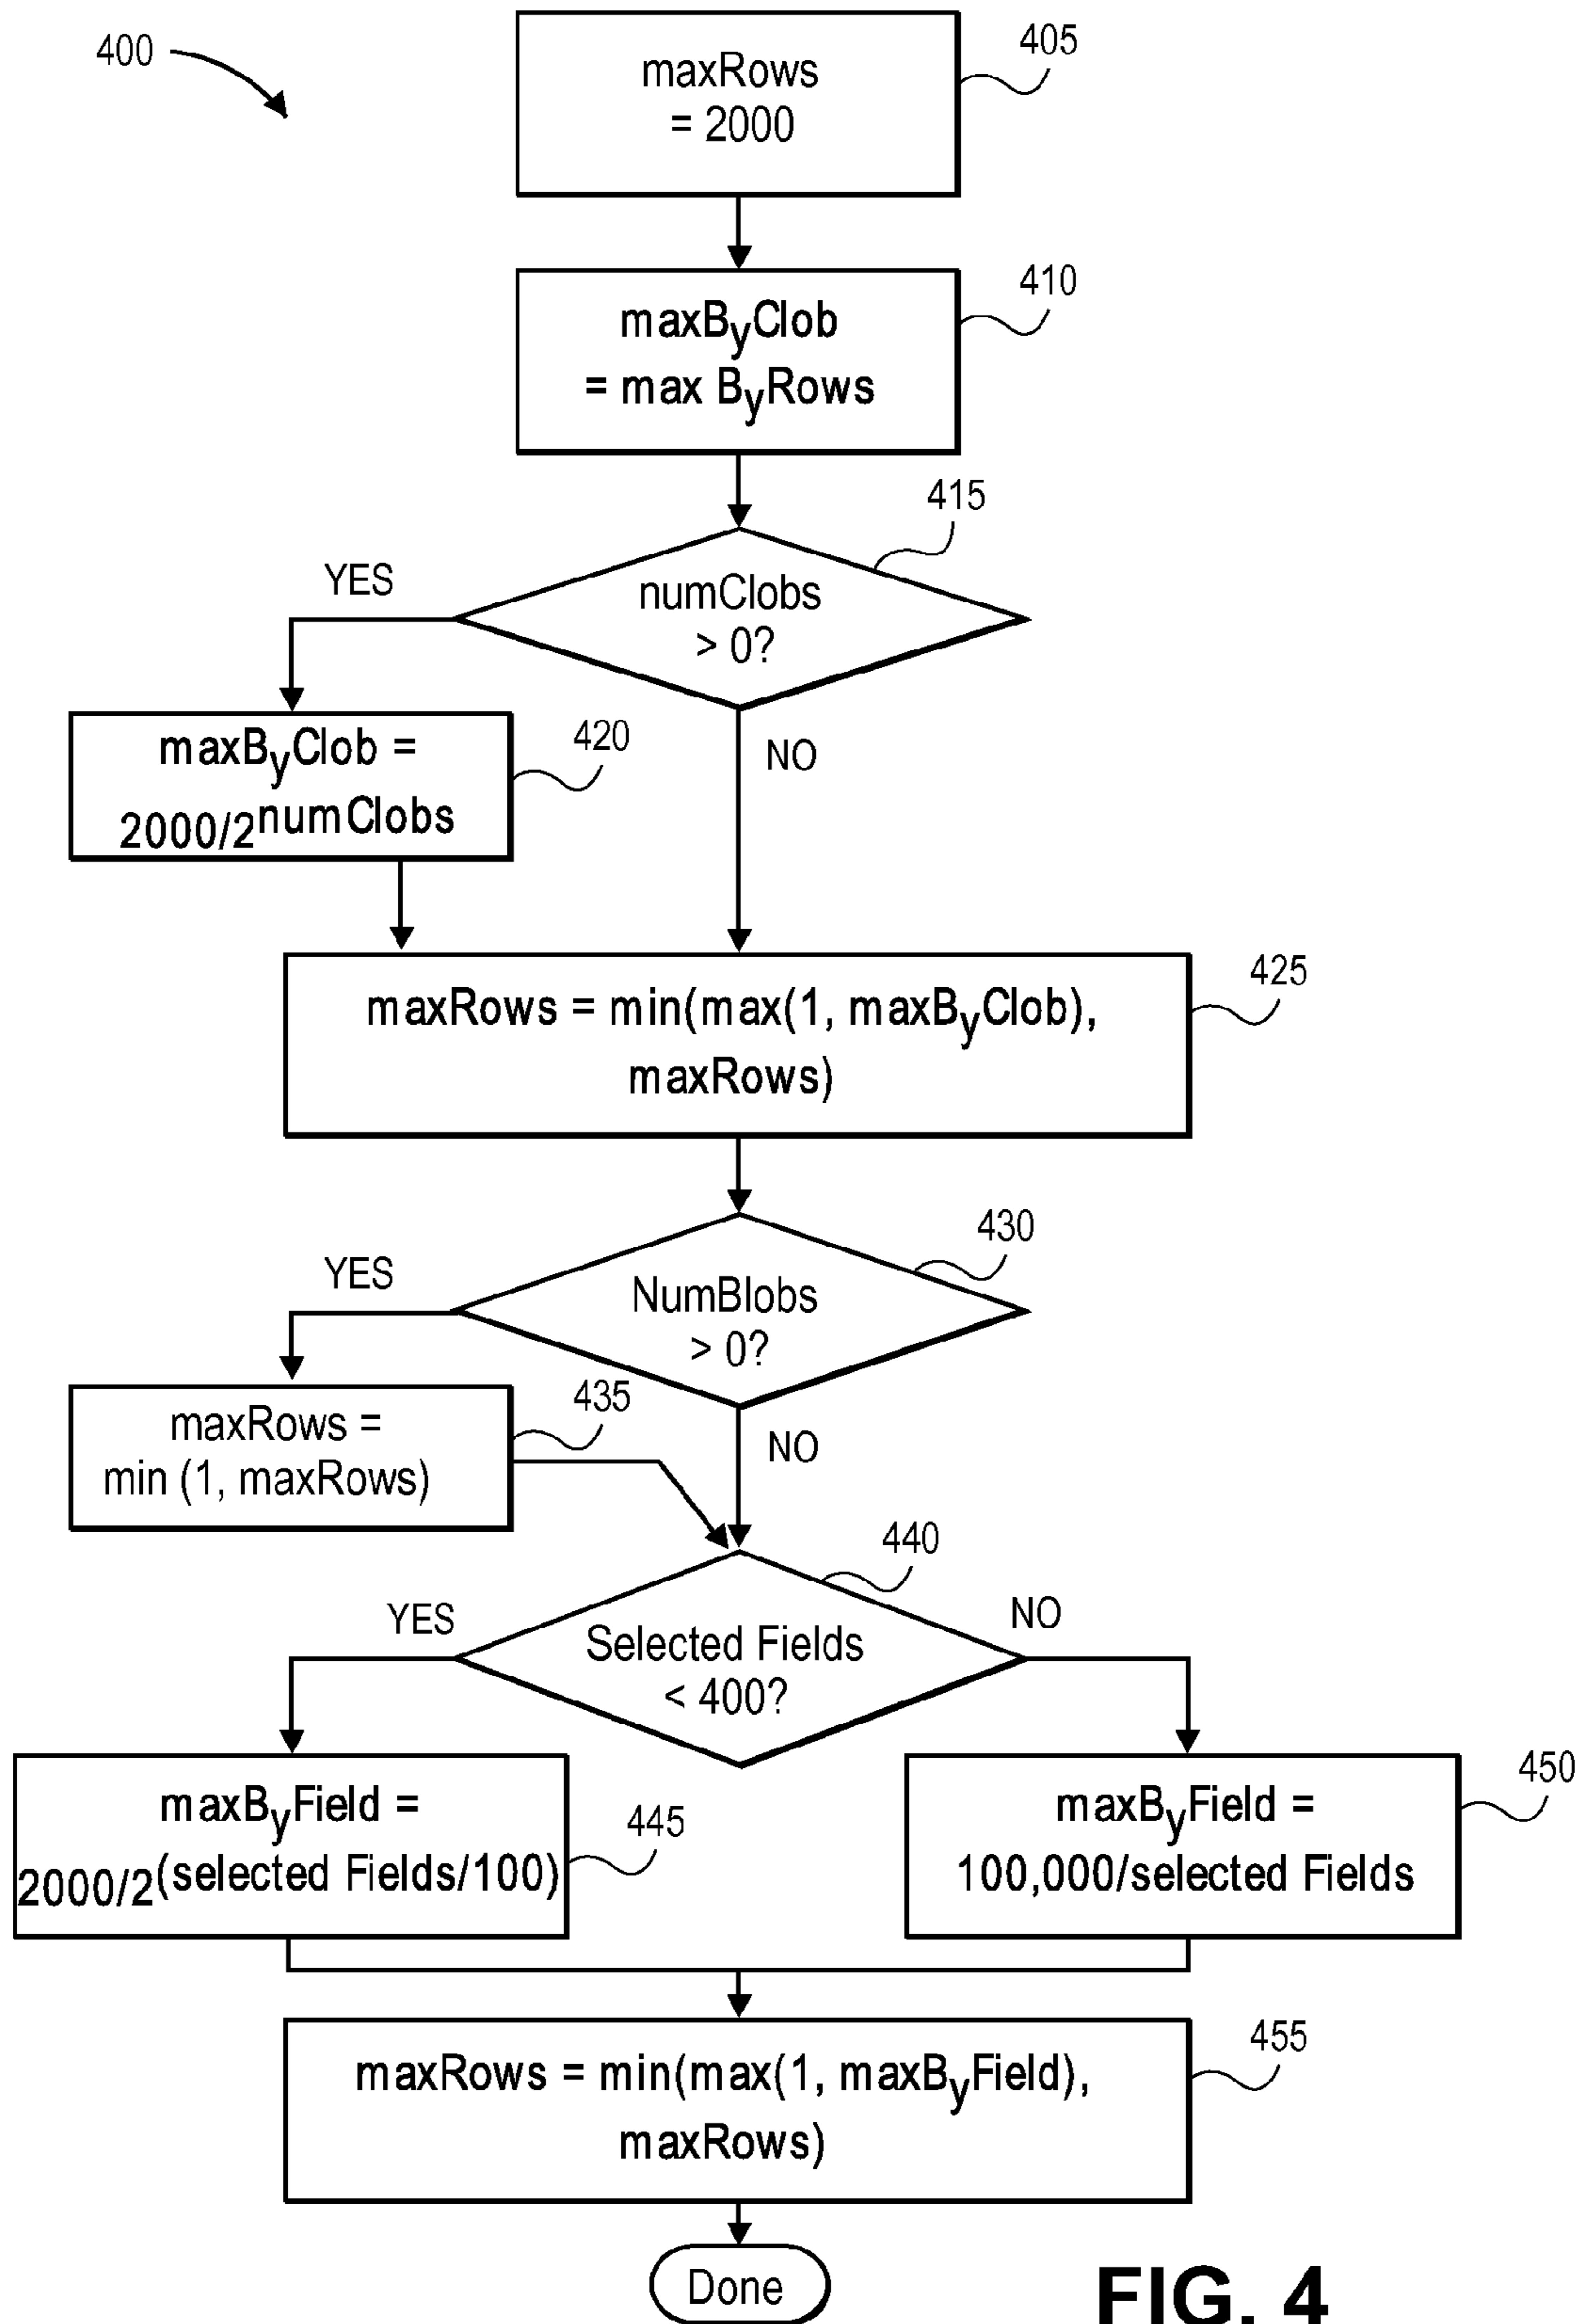 400
405
maxRows
= 2000
410
maxByClob
= max ByRows
415
numClobs
> 0?
YES
NO
420
maxByClob =
2000/2numClobs
425
maxRows = min(max(1, maxByClob),
maxRows)
430
NumBlobs
> 0?
YES
NO
435
maxRows =
min (1, maxRows)
440
Selected Fields
< 400?
YES
NO
445
maxByField =
2000/2(selected Fields/100)
450
maxByField =
100,000/selected Fields
455
maxRows = min(max(1, maxByField),
maxRows)
Done
FIG. 4